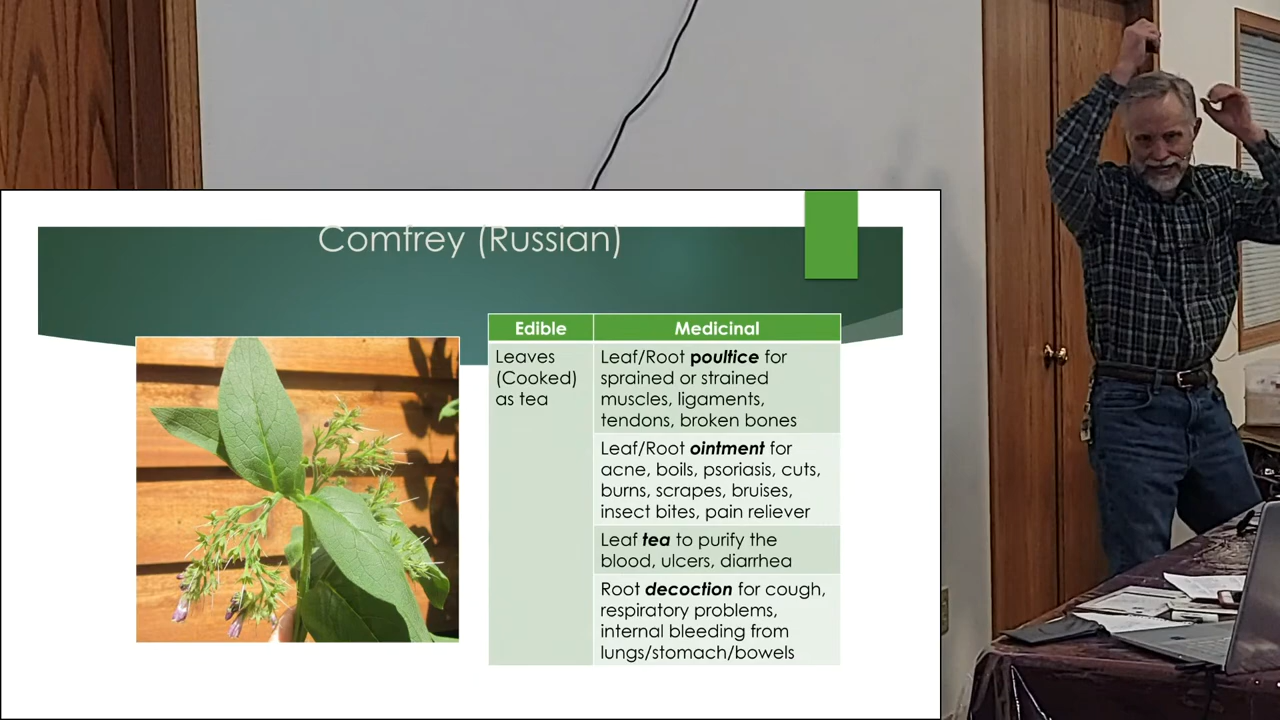 Comfrey (Russian)
Edible
Medicinal
Leaves
(Cooked)
as tea
Leaf/Root poultice for
sprained or strained
muscles, ligaments,
tendons, broken bones
Leaf/Root ointment for
acne, boils, psoriasis, cuts,
burns, scrapes, bruises,
insect bites, pain reliever
Leaf tea to purify the
blood, ulcers, diarrhea
Root decoction for cough,
respiratory problems,
internal bleeding from
lungs/stomach/bowels